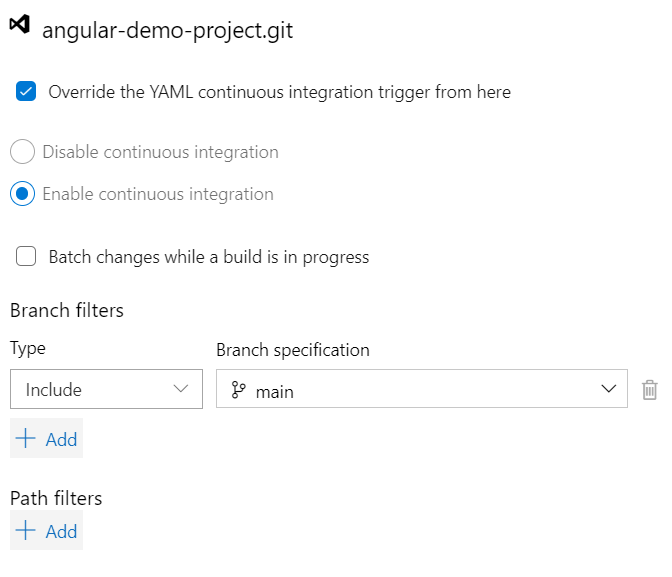 angular-demo-project.git
Override the YAML continuous integration trigger from here
Disable continuous integration
Enable continuous integration
Batch changes while a build is in progress
Branch filters
Type
Branch specification
Include
main
Add
Path filters
Add